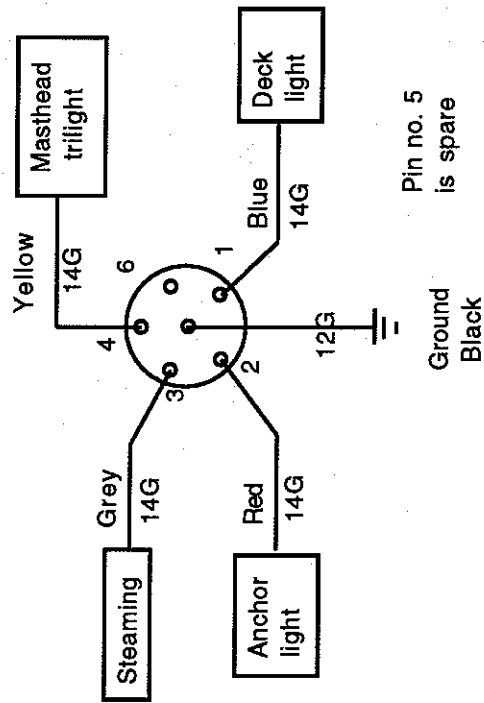 Masthead
trilight
Yellow
14G
Steaming
Grey
14G
4
6
3
1
2
Blue
14G
Deck
light
Red
14G
Anchor
light
12G
Ground
Black
Pin no. 5
is spare